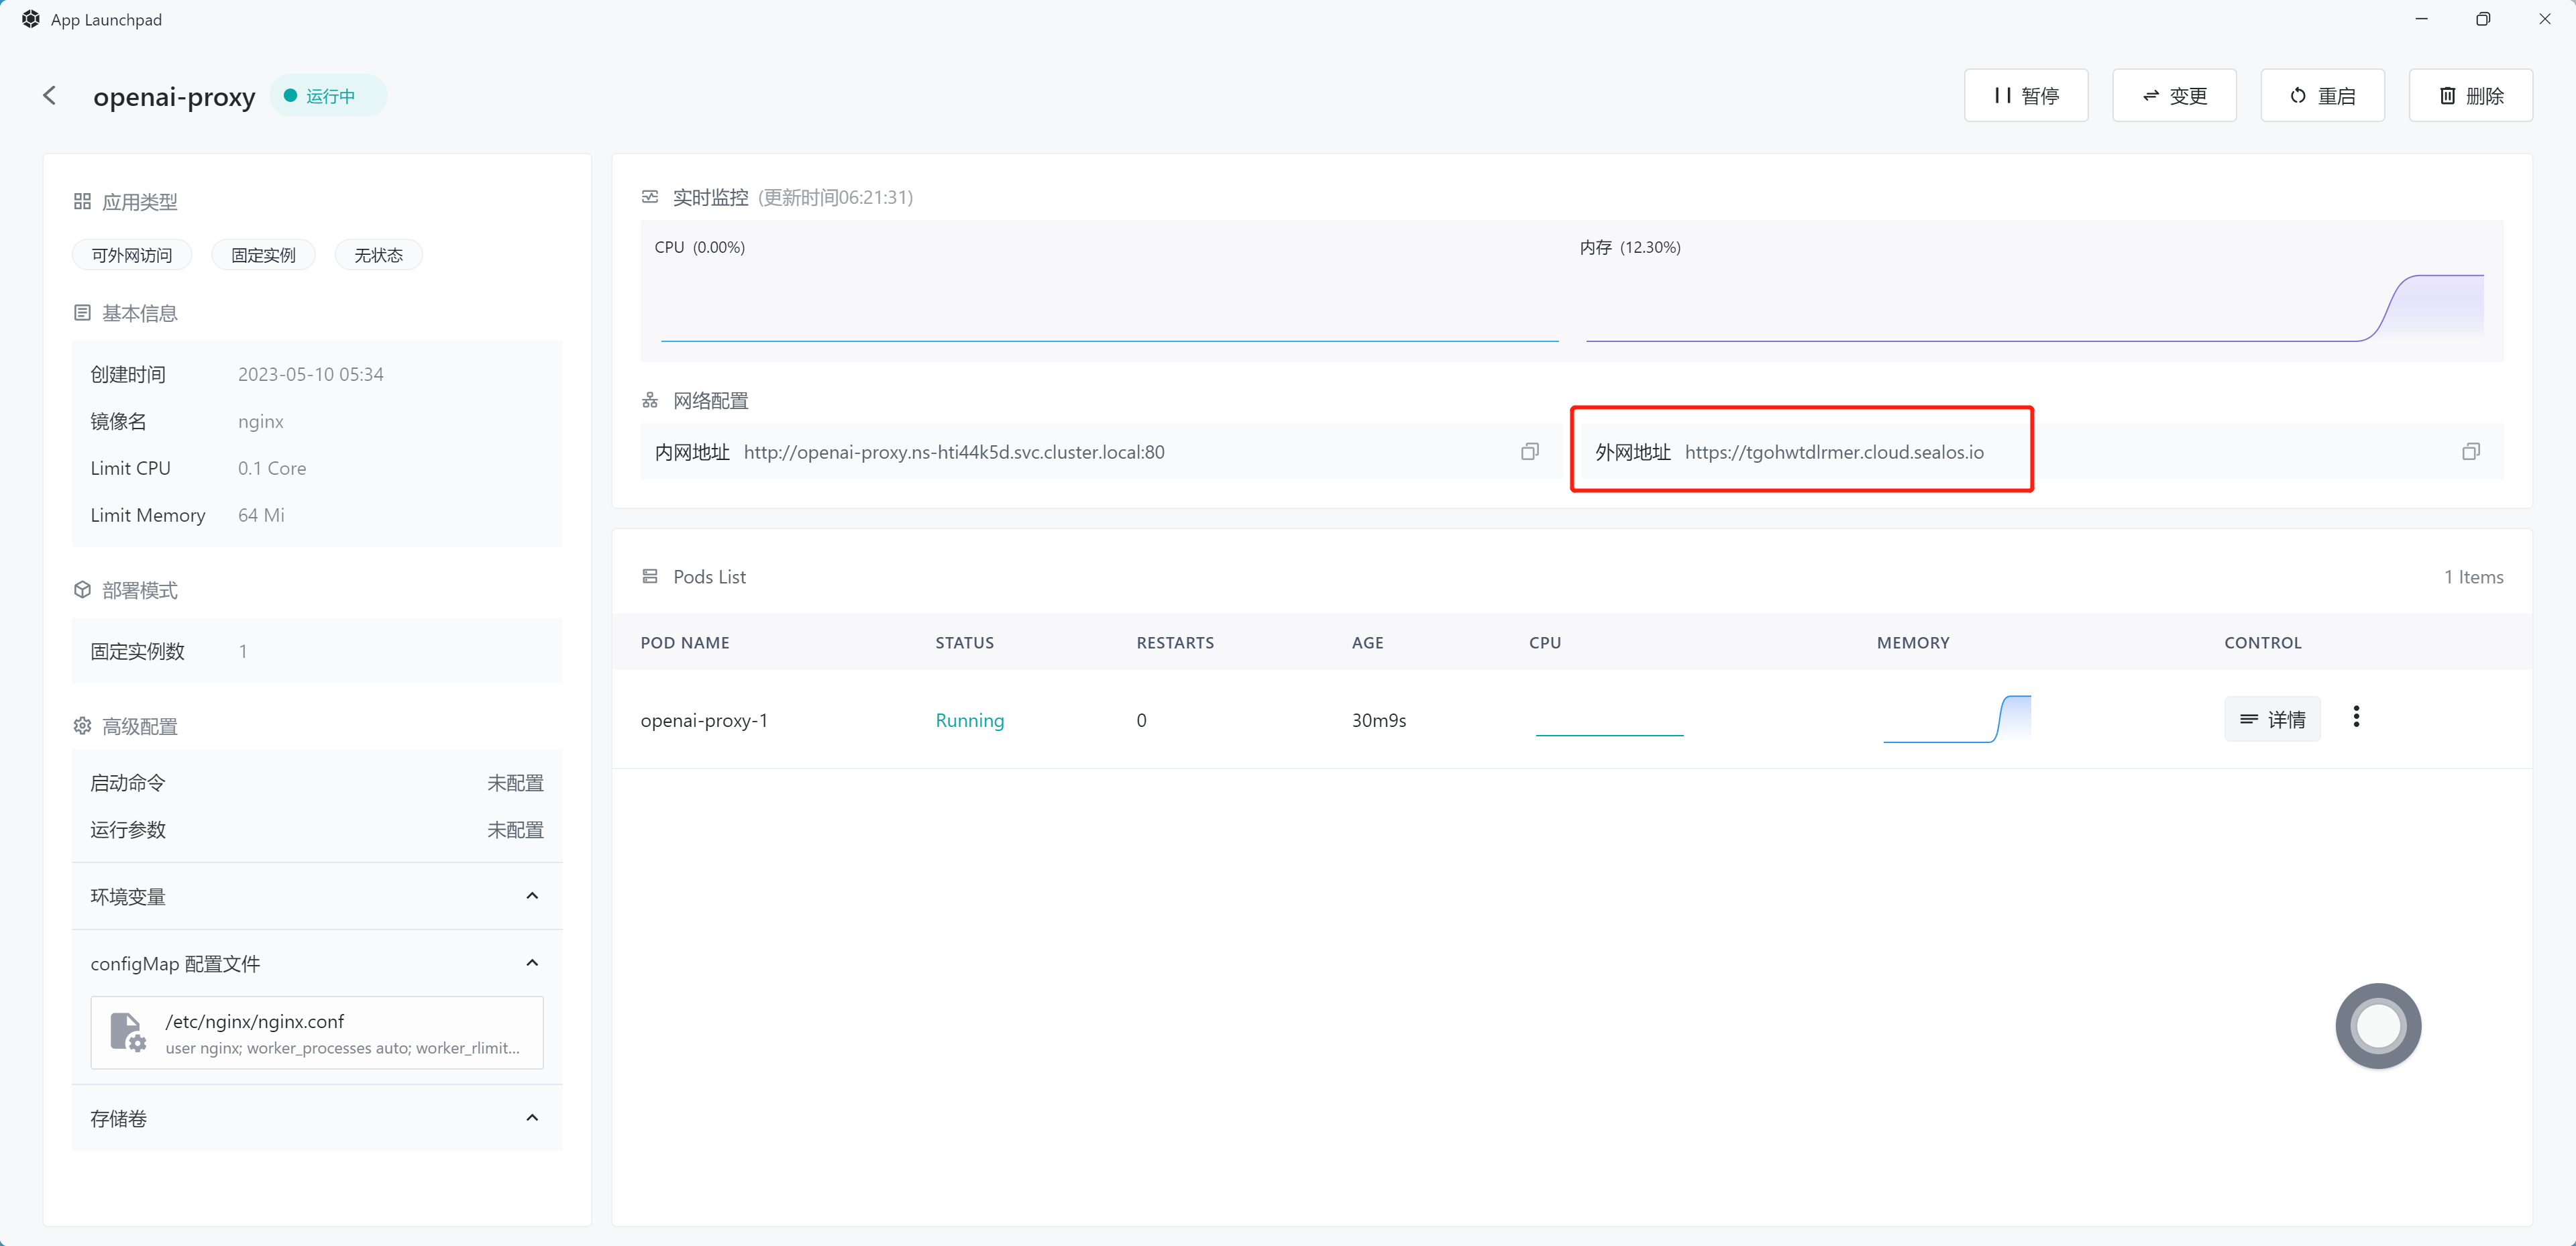 App Launchpad
openai-proxy 运行中
暂停 变更 重启 删除
应用类型
可外网访问 固定实例 无状态
基本信息
创建时间 2023-05-10 05:34
镜像名 nginx
Limit CPU 0.1 Core
Limit Memory 64 Mi
部署模式
固定实例数 1
高级配置
启动命令 未配置
运行参数 未配置
环境变量
configMap 配置文件
/etc/nginx/nginx.conf
user nginx; worker_processes auto; worker_rlimit...
存储卷
实时监控 (更新时间06:21:31)
CPU (0.00%) 内存 (12.30%)
网络配置
内网地址 http://openai-proxy.ns-hti44k5d.svc.cluster.local:80 外网地址 https://tgohwtdlrmer.cloud.sealos.io
Pods List 1 Items
POD NAME STATUS RESTARTS AGE CPU MEMORY CONTROL
openai-proxy-1 Running 0 30m9s 详情